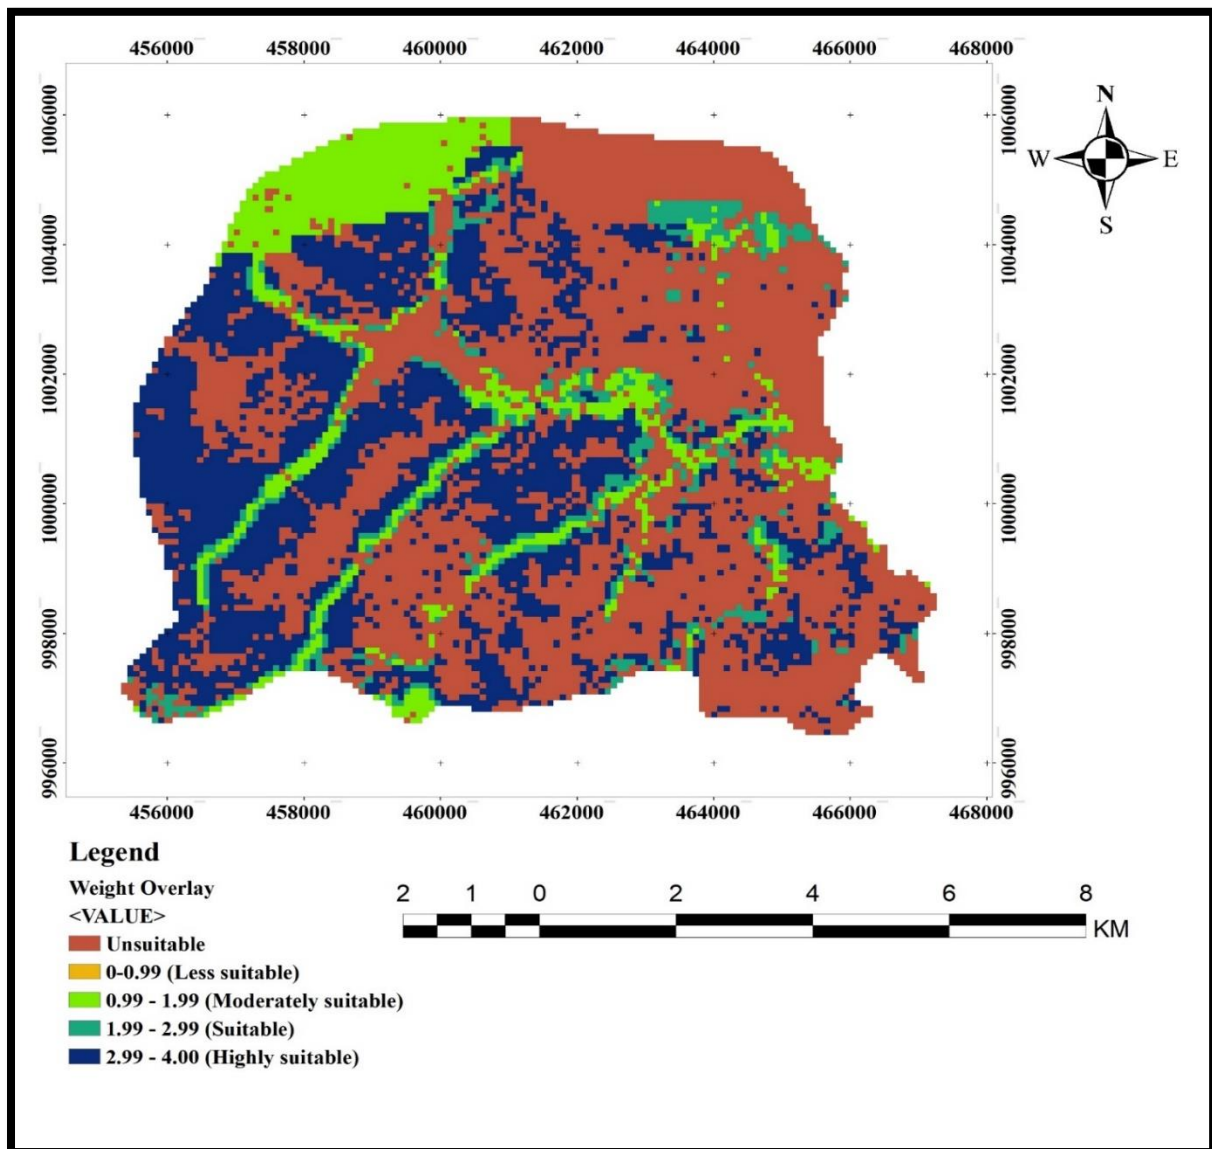 456000 458000 460000 462000 464000 466000 468000
1006000 1006000
N
W E
S
1004000 1004000
1002000 1002000
1000000 1000000
998000 998000
996000 996000
456000 458000 460000 462000 464000 466000 468000
Legend
Weight Overlay
<VALUE>
Unsuitable
0-0.99 (Less suitable)
0.99 - 1.99 (Moderately suitable)
1.99 - 2.99 (Suitable)
2.99 - 4.00 (Highly suitable)
2 1 0 2 4 6 8
KM